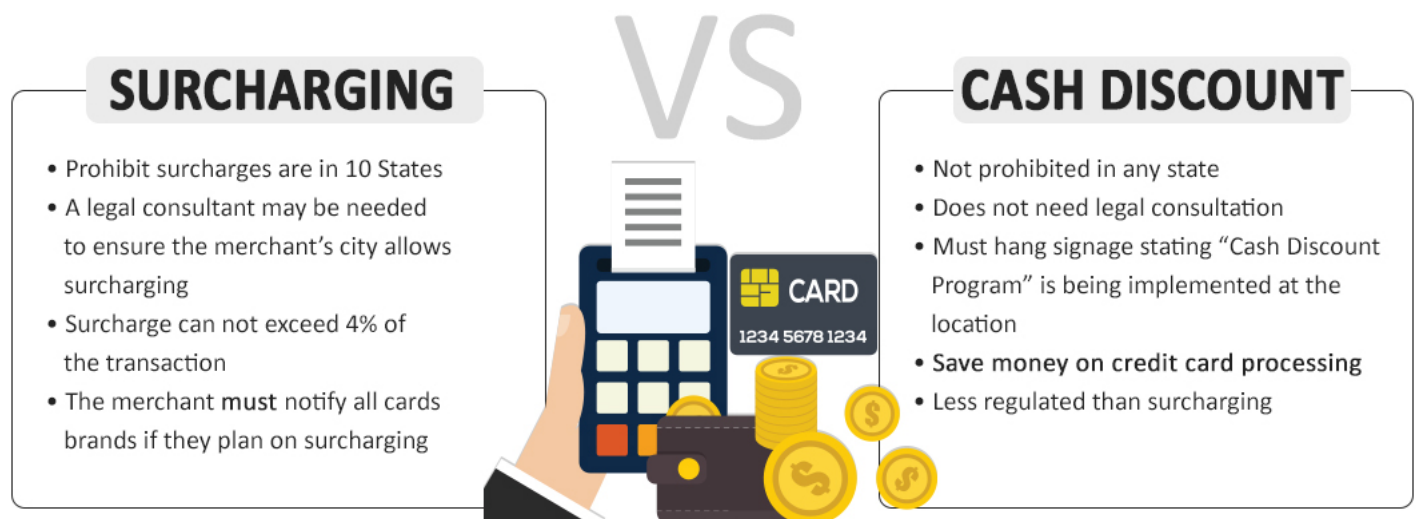 VS
SURCHARGING
• Prohibit surcharges are in 10 States
• A legal consultant may be needed
to ensure the merchant’s city allows
surcharging
• Surcharge can not exceed 4% of
the transaction
• The merchant must notify all cards
brands if they plan on surcharging
CARD
1234 5678 1234
CASH DISCOUNT
• Not prohibited in any state
• Does not need legal consultation
• Must hang signage stating “Cash Discount
Program” is being implemented at the
location
• Save money on credit card processing
• Less regulated than surcharging